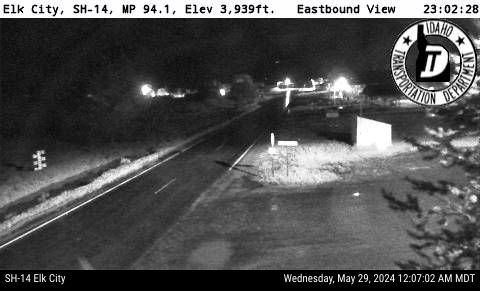 Elk City, SH-14, MP 94.1, Elev 3,939ft. Eastbound View 23:02:28
IDAHO
TRANSPORTATION DEPARTMENT
SH-14 Elk City Wednesday, May 29, 2024 12:07:02 AM MDT